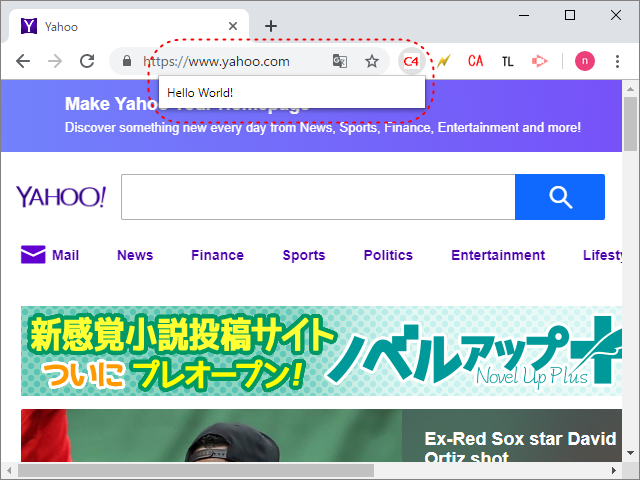 Yahoo
https://www.yahoo.com
C4
CA
TL
n
Hello World!
Make Yahoo Your Homepage
Discover something new every day from News, Sports, Finance, Entertainment and more!
YAHOO!
Mail
News
Finance
Sports
Politics
Entertainment
Lifesty
新感覚小説投稿サイト
ついにプレオープン!
ノベルアップ
Novel Up Plus
Ex-Red Sox star David
Ortiz shot